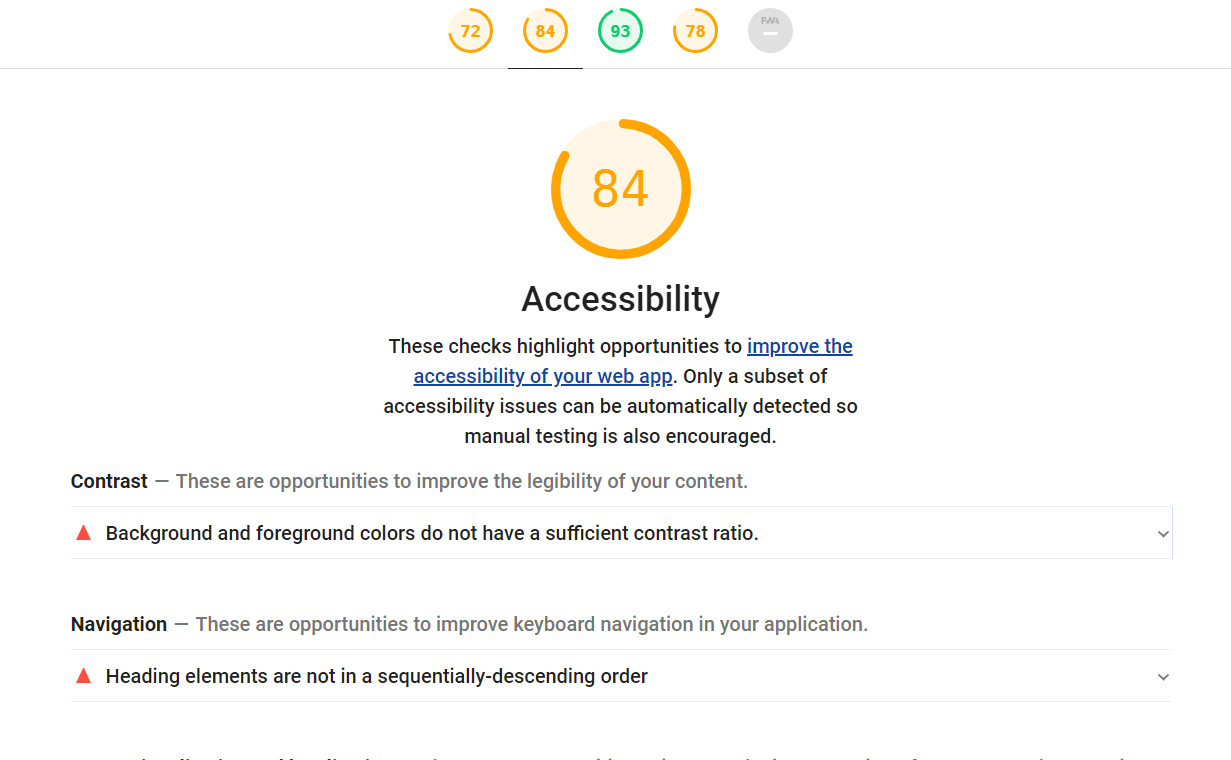 72 84 93 78 PWA
84
Accessibility
These checks highlight opportunities to improve the
accessibility of your web app. Only a subset of
accessibility issues can be automatically detected so
manual testing is also encouraged.
Contrast — These are opportunities to improve the legibility of your content.
Background and foreground colors do not have a sufficient contrast ratio.
Navigation — These are opportunities to improve keyboard navigation in your application.
Heading elements are not in a sequentially-descending order